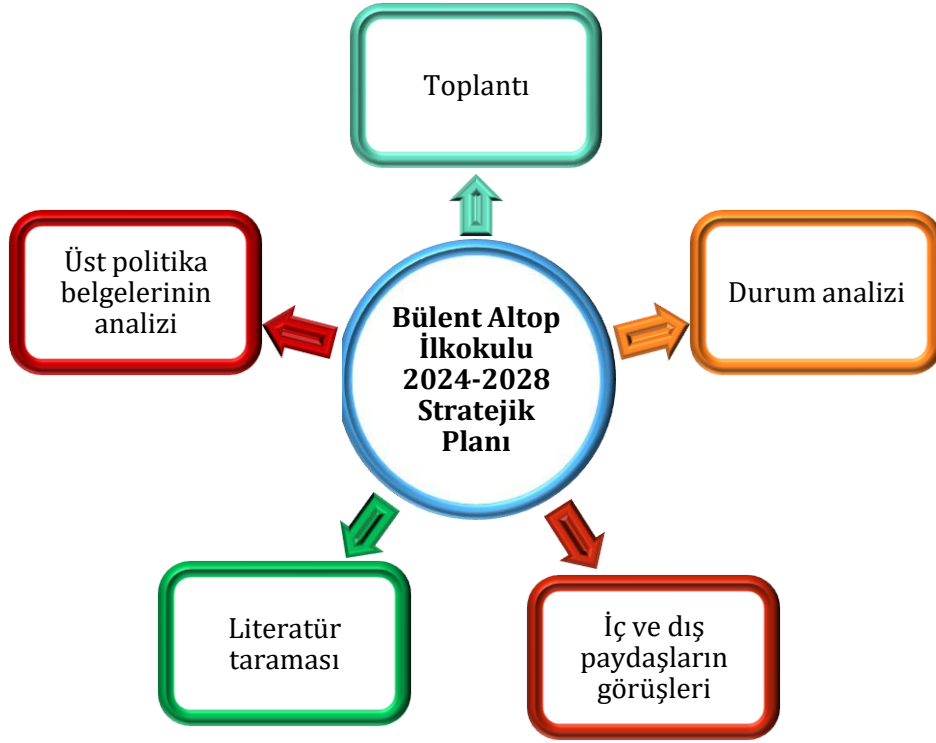 Toplantı
Üst politika
belgelerinin
analizi
Durum analizi
Bülent Altop
İlkokulu
2024-2028
Stratejik
Planı
Literatür
taraması
İç ve dış
paydaşların
görüşleri